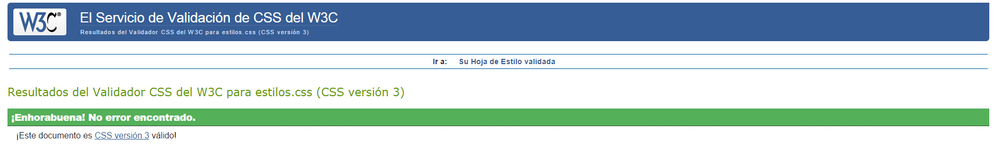 W3C®
El Servicio de Validación de CSS del W3C
Resultados del Validador CSS del W3C para estilos.css (CSS versión 3)
Ir a: Su Hoja de Estilo validada
Resultados del Validador CSS del W3C para estilos.css (CSS versión 3)
¡Enhorabuena! No error encontrado.
¡Este documento es CSS versión 3 válido!